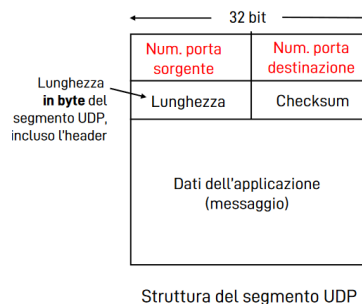 32 bit
Num. porta sorgente
Num. porta destinazione
Lunghezza
in byte del
segmento UDP,
incluso l'header
Lunghezza
Checksum
Dati dell'applicazione
(messaggio)
Struttura del segmento UDP